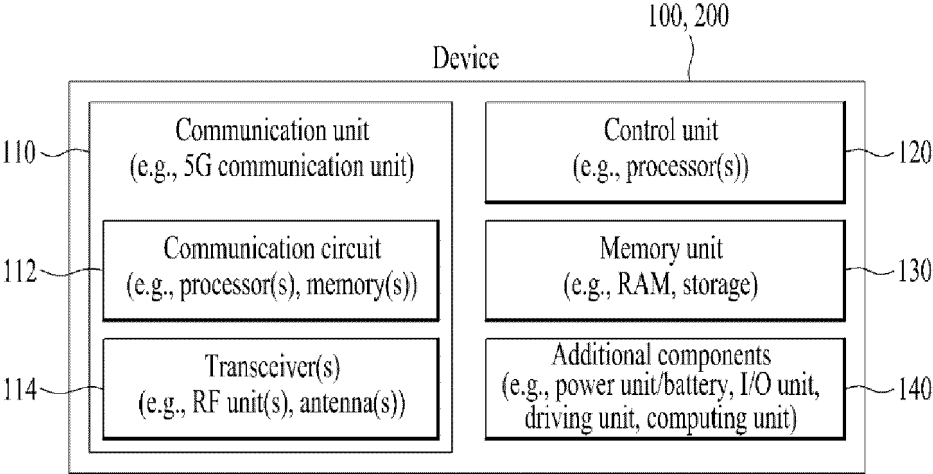 100, 200
Device
110
Communication unit
(e.g., 5G communication unit)
112
Communication circuit
(e.g., processor(s), memory(s))
114
Transceiver(s)
(e.g., RF unit(s), antenna(s))
Control unit
(e.g., processor(s))
120
Memory unit
(e.g., RAM, storage)
130
Additional components
(e.g., power unit/battery, I/O unit,
driving unit, computing unit)
140